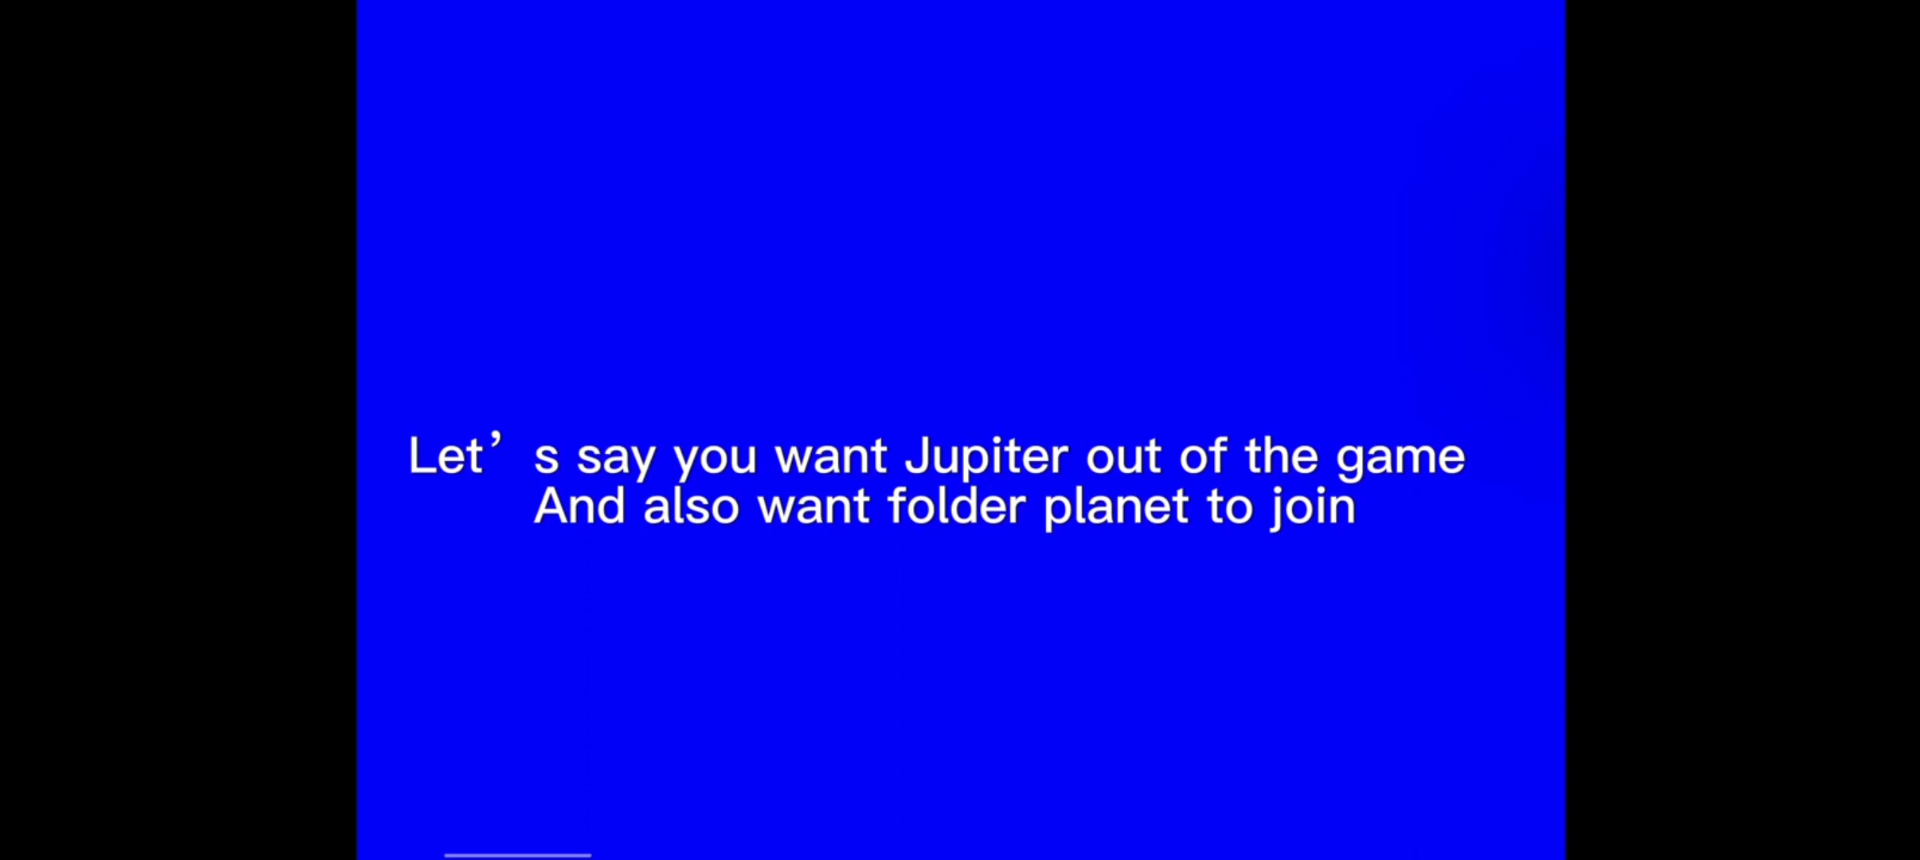 Let’s say you want Jupiter out of the game
And also want folder planet to join